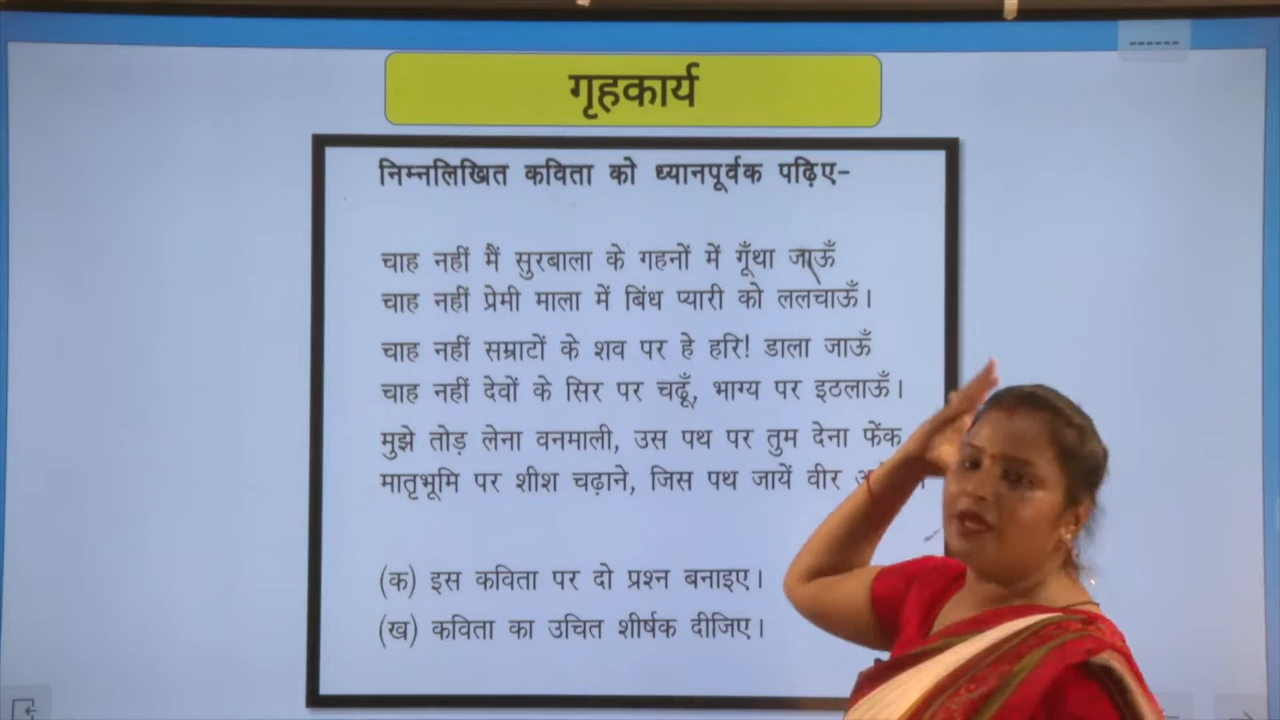 गृहकार्य
निम्नलिखित कविता को ध्यानपूर्वक पढ़िए-
चाह नहीं मैं सुरबाला के गहनों में गूँथा जाऊँ
चाह नहीं प्रेमी माला में बिंध प्यारी को ललचाऊँ।
चाह नहीं सम्राटों के शव पर हे हरि! डाला जाऊँ
चाह नहीं देवों के सिर पर चढूँ, भाग्य पर इठलाऊँ।
मुझे तोड़ लेना वनमाली, उस पथ पर तुम देना फेंक
मातृभूमि पर शीश चढ़ाने, जिस पथ जायें वीर
(क) इस कविता पर दो प्रश्न बनाइए।
(ख) कविता का उचित शीर्षक दीजिए।